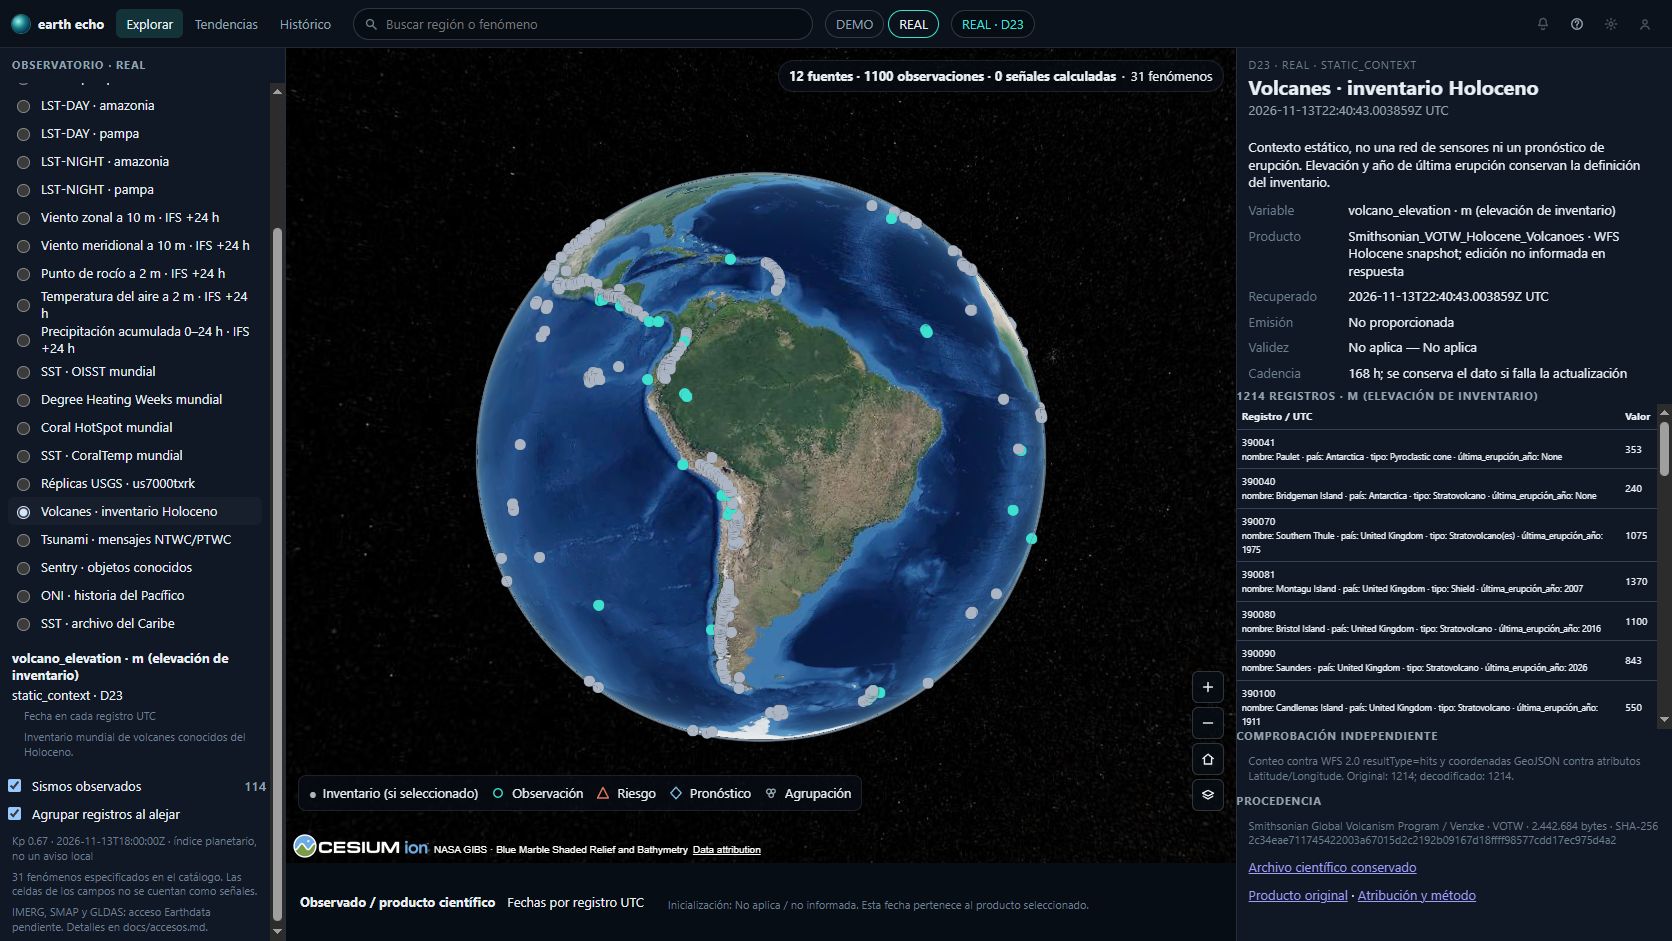 earth echo
Explorar
Tendencias
Histórico
Buscar región o fenómeno
DEMO
REAL
REAL · D23
OBSERVATORIO · REAL
LST-DAY · amazonia
LST-DAY · pampa
LST-NIGHT · amazonia
LST-NIGHT · pampa
Viento zonal a 10 m · IFS +24 h
Viento meridional a 10 m · IFS +24 h
Punto de rocío a 2 m · IFS +24 h
Temperatura del aire a 2 m · IFS +24
h
Precipitación acumulada 0–24 h · IFS
+24 h
SST · OISST mundial
Degree Heating Weeks mundial
Coral HotSpot mundial
SST · CoralTemp mundial
Réplicas USGS · us7000txrk
Volcanes · inventario Holoceno
Tsunami · mensajes NTWC/PTWC
Sentry · objetos conocidos
ONI · historia del Pacífico
SST · archivo del Caribe
volcano_elevation · m (elevación de
inventario)
static_context · D23
Fecha en cada registro UTC
Inventario mundial de volcanes conocidos del
Holoceno.
Sismos observados 114
Agrupar registros al alejar
Kp 0.67 · 2026-11-13T18:00:00Z · índice planetario,
no un aviso local
31 fenómenos especificados en el catálogo. Las
celdas de los campos no se cuentan como señales.
IMERG, SMAP y GLDAS: acceso Earthdata
pendiente. Detalles en docs/accesos.md.
12 fuentes · 1100 observaciones · 0 señales calculadas · 31 fenómenos
+
−
Inventario (si seleccionado)
Observación
Riesgo
Pronóstico
Agrupación
CESIUM ion
NASA GIBS · Blue Marble Shaded Relief and Bathymetry Data attribution
Observado / producto científico Fechas por registro UTC Inicialización: No aplica / no informada. Esta fecha pertenece al producto seleccionado.
D23 · REAL · STATIC_CONTEXT
Volcanes · inventario Holoceno
2026-11-13T22:40:43.003859Z UTC
Contexto estático, no una red de sensores ni un pronóstico de
erupción. Elevación y año de última erupción conservan la definición
del inventario.
Variable volcano_elevation · m (elevación de inventario)
Producto Smithsonian_VOTW_Holocene_Volcanoes · WFS
Holocene snapshot; edición no informada en
respuesta
Recuperado 2026-11-13T22:40:43.003859Z UTC
Emisión No proporcionada
Validez No aplica — No aplica
Cadencia 168 h; se conserva el dato si falla la actualización
1214 REGISTROS · M (ELEVACIÓN DE INVENTARIO)
Registro / UTC Valor
390041
nombre: Paulet · país: Antarctica · tipo: Pyroclastic cone · última_erupción_año: None 353
390040
nombre: Bridgeman Island · país: Antarctica · tipo: Stratovolcano · última_erupción_año: None 240
390070
nombre: Southern Thule · país: United Kingdom · tipo: Stratovolcano(es) · última_erupción_año:
1975 1075
390081
nombre: Montagu Island · país: United Kingdom · tipo: Shield · última_erupción_año: 2007 1370
390080
nombre: Bristol Island · país: United Kingdom · tipo: Stratovolcano · última_erupción_año: 2016 1100
390090
nombre: Saunders · país: United Kingdom · tipo: Stratovolcano · última_erupción_año: 2026 843
390100
nombre: Candlemas Island · país: United Kingdom · tipo: Stratovolcano · última_erupción_año:
1911 550
COMPROBACIÓN INDEPENDIENTE
Conteo contra WFS 2.0 resultType=hits y coordenadas GeoJSON contra atributos
Latitude/Longitude. Original: 1214; decodificado: 1214.
PROCEDENCIA
Smithsonian Global Volcanism Program / Venzke · VOTW · 2.442.684 bytes · SHA-256
2c34eae711745422003a67015d2c2192b09167d18ffff98577cdd17ec975d4a2
Archivo científico conservado
Producto original · Atribución y método